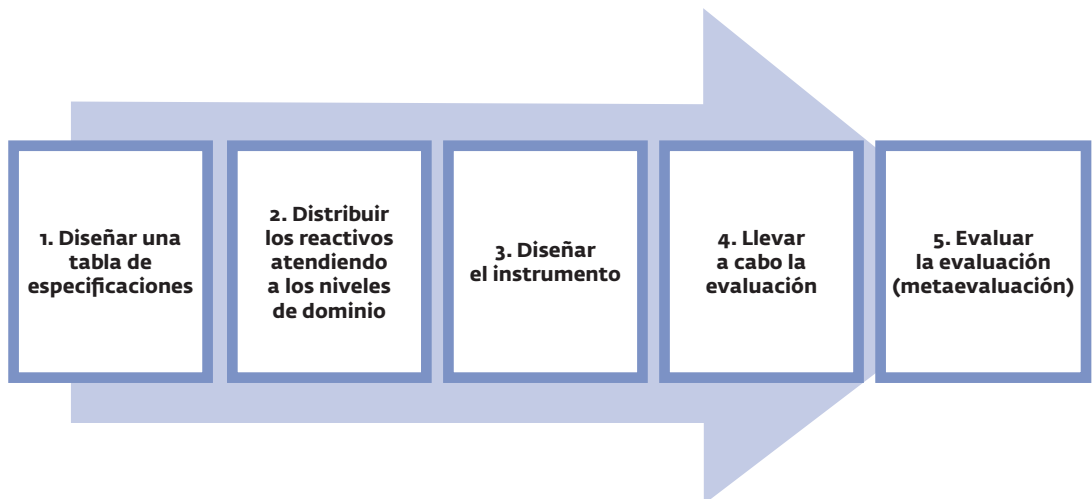 1. Diseñar una
tabla de
especificaciones
2. Distribuir
los reactivos
atendiendo
a los niveles
de dominio
3. Diseñar
el instrumento
4. Llevar
a cabo la
evaluación
5. Evaluar
la evaluación
(metaevaluación)